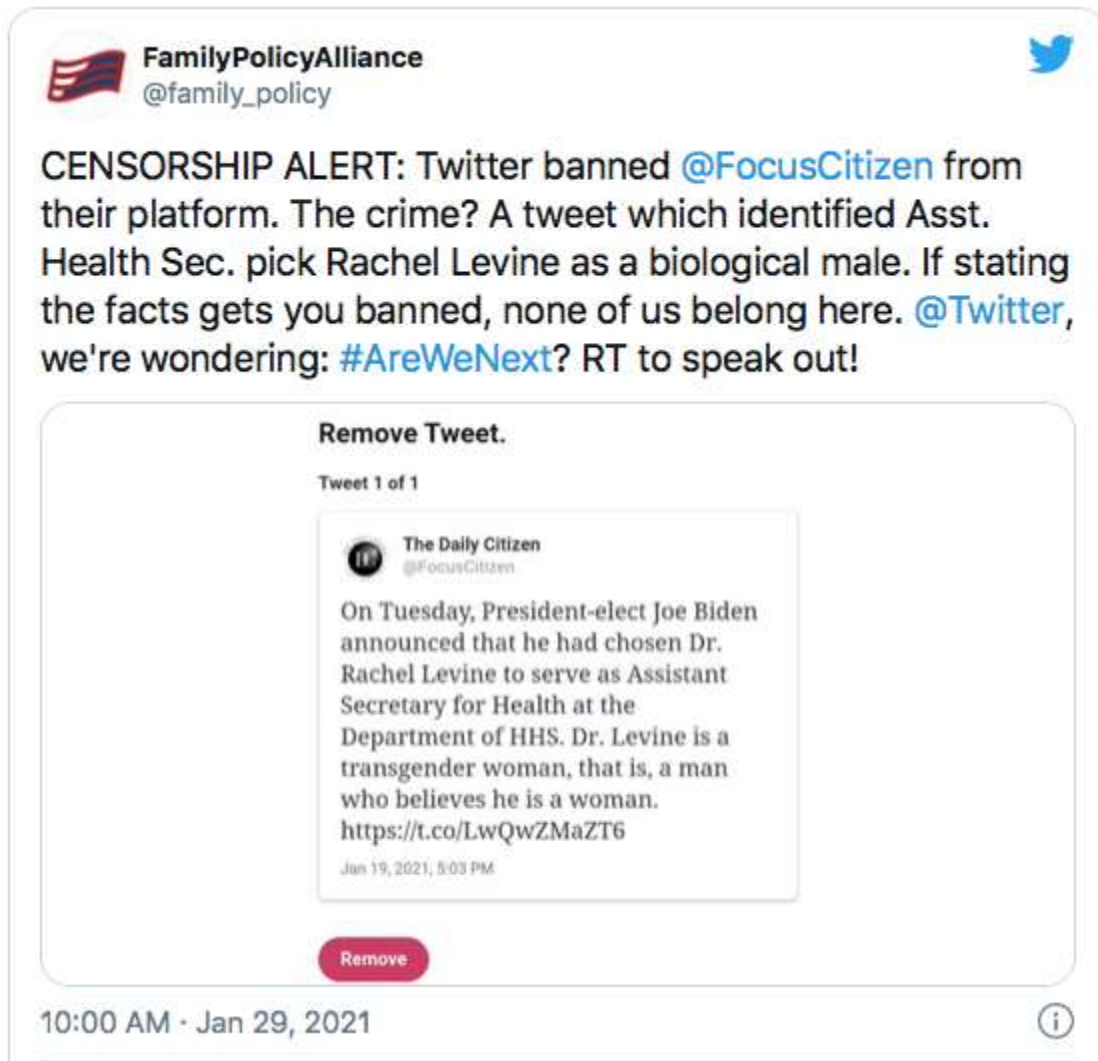 FamilyPolicyAlliance
@family_policy
CENSORSHIP ALERT: Twitter banned @FocusCitizen from
their platform. The crime? A tweet which identified Asst.
Health Sec. pick Rachel Levine as a biological male. If stating
the facts gets you banned, none of us belong here. @Twitter,
we're wondering: #AreWeNext? RT to speak out!
Remove Tweet.
Tweet 1 of 1
The Daily Citizen
@FocusCitizen
On Tuesday, President-elect Joe Biden
announced that he had chosen Dr.
Rachel Levine to serve as Assistant
Secretary for Health at the
Department of HHS. Dr. Levine is a
transgender woman, that is, a man
who believes he is a woman.
https://t.co/LwQwZMaZT6
Jan 19, 2021, 5:03 PM
Remove
10:00 AM · Jan 29, 2021